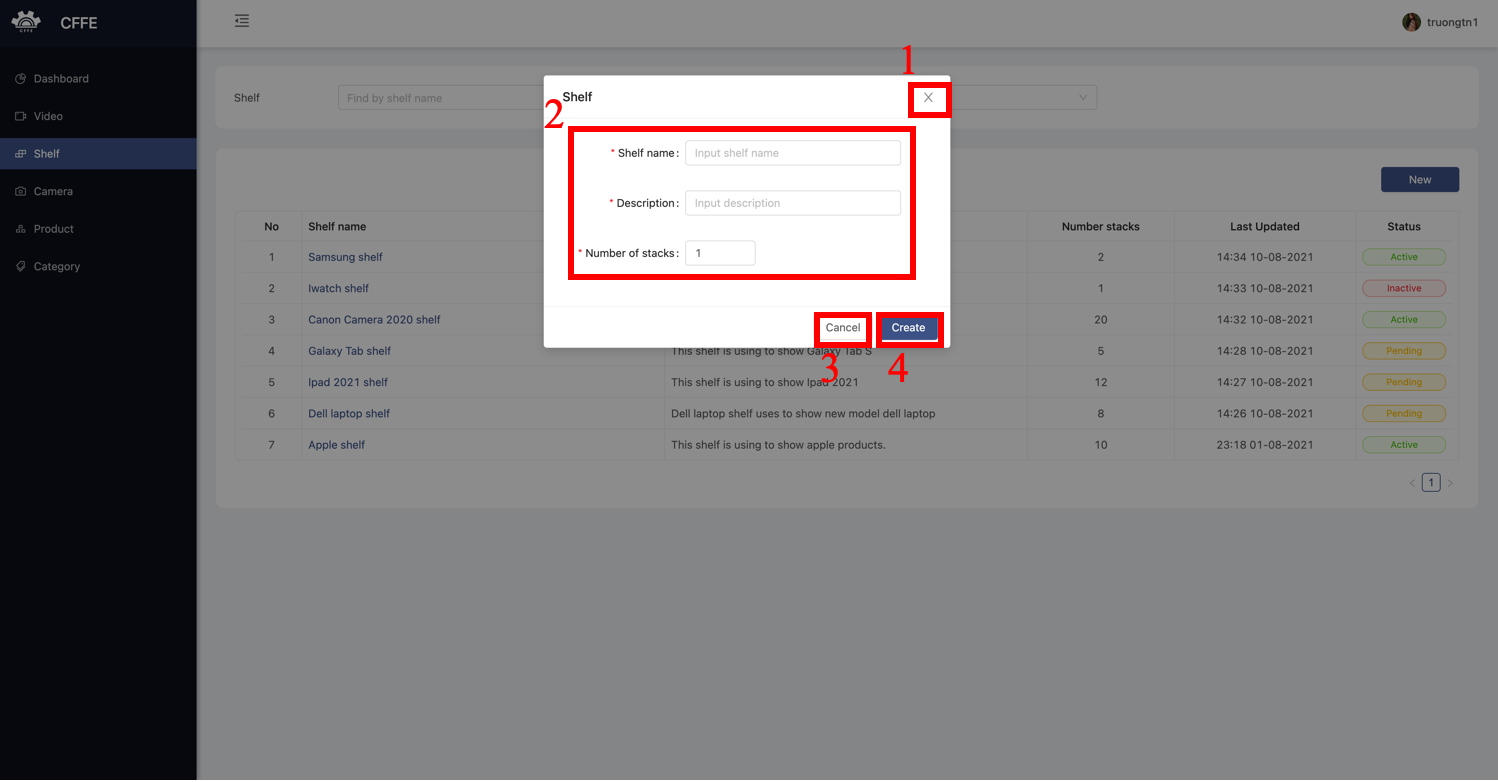 CFFE
CFFE
truongtn1
Dashboard
Video
Shelf
Camera
Product
Category
Shelf
Find by shelf name
New
1
Shelf
X
2
* Shelf name :
Input shelf name
* Description :
Input description
* Number of stacks :
1
Cancel
Create
3
4
No Shelf name Number stacks Last Updated Status
1 Samsung shelf 2 14:34 10-08-2021 Active
2 Iwatch shelf 1 14:33 10-08-2021 Inactive
3 Canon Camera 2020 shelf 20 14:32 10-08-2021 Active
4 Galaxy Tab shelf This shelf is using to show Galaxy Tab S 5 14:28 10-08-2021 Pending
5 Ipad 2021 shelf This shelf is using to show Ipad 2021 12 14:27 10-08-2021 Pending
6 Dell laptop shelf Dell laptop shelf uses to show new model dell laptop 8 14:26 10-08-2021 Pending
7 Apple shelf This shelf is using to show apple products. 10 23:18 01-08-2021 Active
< 1 >